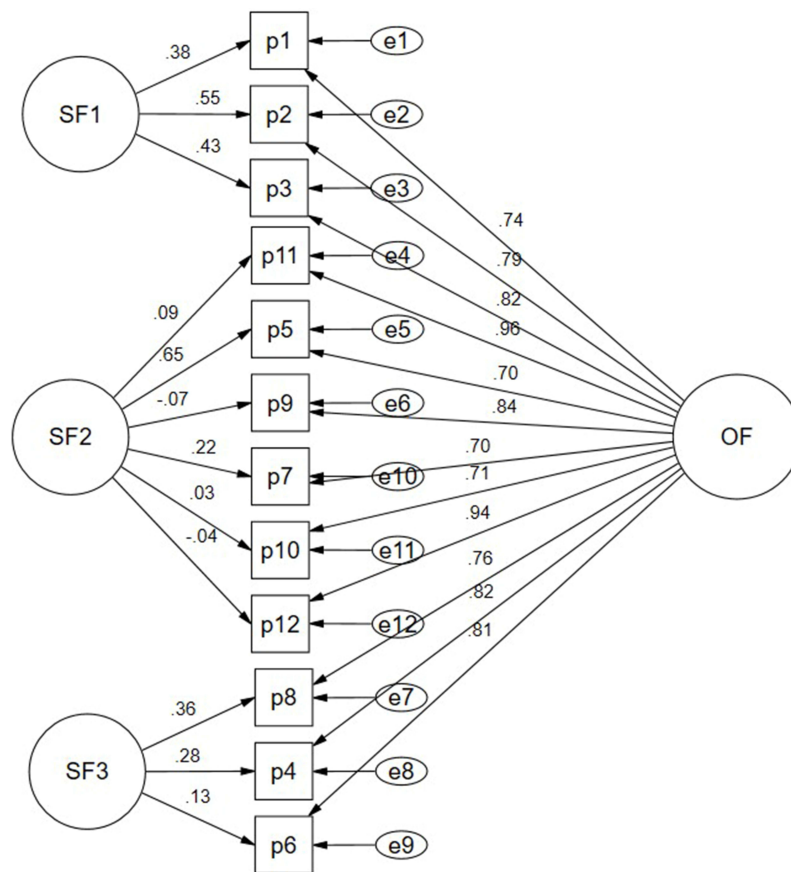 p1
e1
.38
SF1
.55
p2
e2
.43
p3
e3
.74
p11
e4
.79
.09
.82
.96
.65
p5
e5
.70
-.07
p9
e6
.84
SF2
OF
.22
p7
e10
.70
.71
.03
.94
-.04
p10
e11
.76
.82
p12
e12
.81
p8
e7
.36
SF3
.28
p4
e8
.13
p6
e9